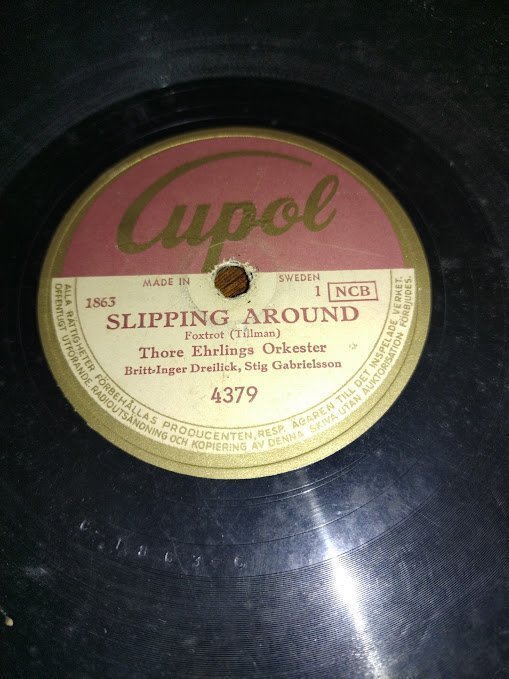 Cupol
MADE IN SWEDEN
1863 1 NCB
SLIPPING AROUND
Foxtrot (Tillman)
Thore Ehrlings Orkester
Britt-Inger Dreilick, Stig Gabrielsson
4379
ALLA RÄTTIGHETER FÖRBEHÅLLAS PRODUCENTEN, RESP. ÄGAREN TILL DET INSPELADE VERKET.
OFFENTLIGT UTFÖRANDE, RADIOUTSÄNDNING OCH KOPIERING AV DENNA SKIVA UTAN AUKTORISATION FÖRBJUDES.